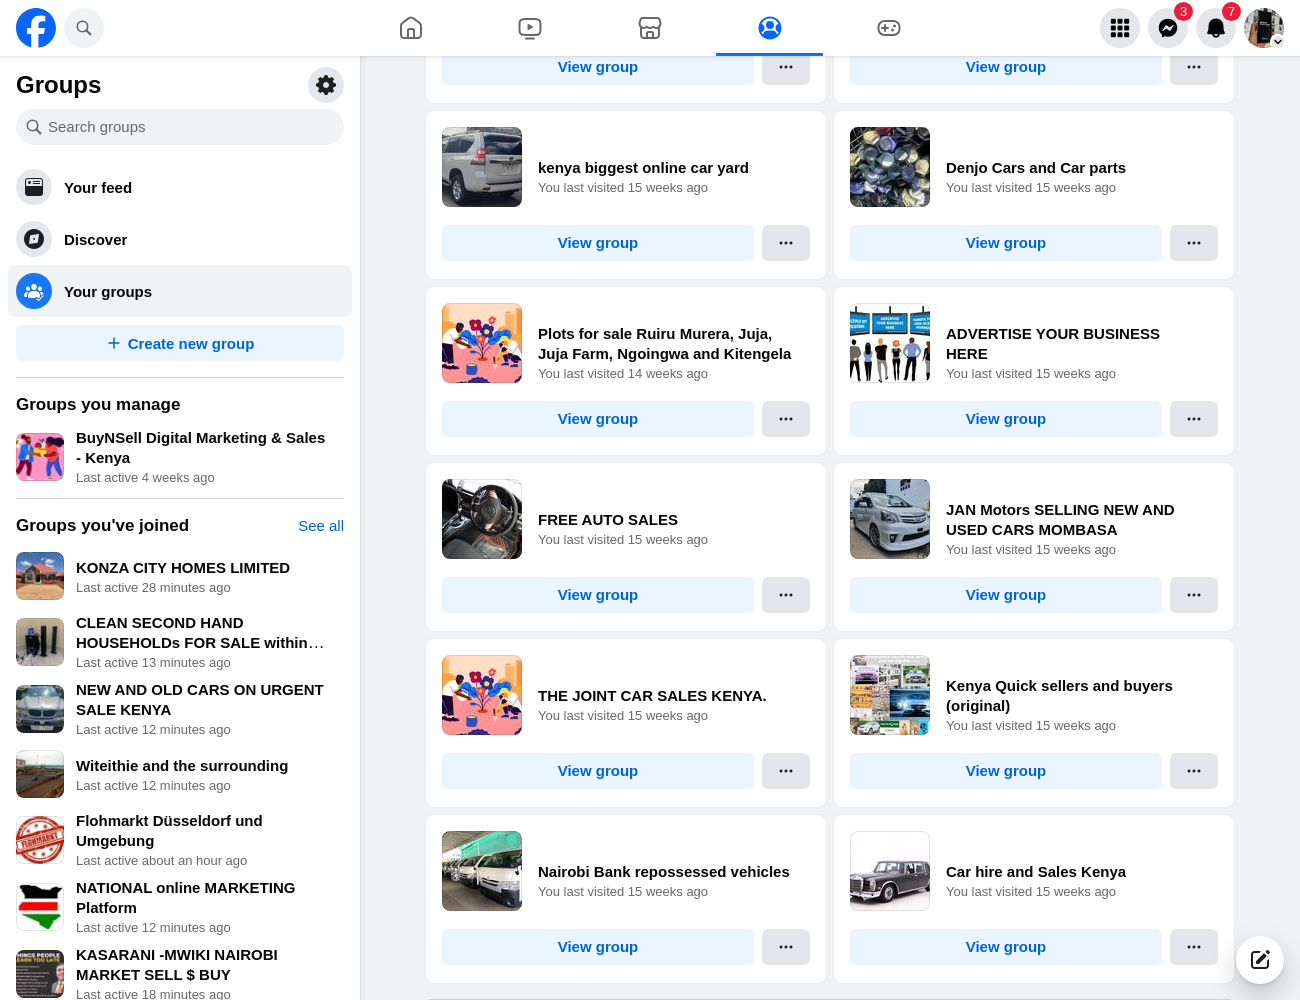 3
7
Groups
Search groups
Your feed
Discover
Your groups
Create new group
Groups you manage
BuyNSell Digital Marketing & Sales
- Kenya
Last active 4 weeks ago
Groups you've joined
See all
KONZA CITY HOMES LIMITED
Last active 28 minutes ago
CLEAN SECOND HAND
HOUSEHOLDs FOR SALE within…
Last active 13 minutes ago
NEW AND OLD CARS ON URGENT
SALE KENYA
Last active 12 minutes ago
Witeithie and the surrounding
Last active 12 minutes ago
FLOHMARKT
Flohmarkt Düsseldorf und
Umgebung
Last active about an hour ago
NATIONAL online MARKETING
Platform
Last active 12 minutes ago
THINGS PEOPLE
LEARN TOO LATE
KASARANI -MWIKI NAIROBI
MARKET SELL $ BUY
Last active 18 minutes ago
View group
View group
kenya biggest online car yard
You last visited 15 weeks ago
View group
Denjo Cars and Car parts
You last visited 15 weeks ago
View group
Plots for sale Ruiru Murera, Juja,
Juja Farm, Ngoingwa and Kitengela
You last visited 14 weeks ago
View group
ADVERTISE YOUR BUSINESS
HERE
You last visited 15 weeks ago
View group
FREE AUTO SALES
You last visited 15 weeks ago
View group
JAN Motors SELLING NEW AND
USED CARS MOMBASA
You last visited 15 weeks ago
View group
THE JOINT CAR SALES KENYA.
You last visited 15 weeks ago
View group
Kenya Quick sellers and buyers
(original)
You last visited 15 weeks ago
View group
Nairobi Bank repossessed vehicles
You last visited 15 weeks ago
View group
Car hire and Sales Kenya
You last visited 15 weeks ago
View group